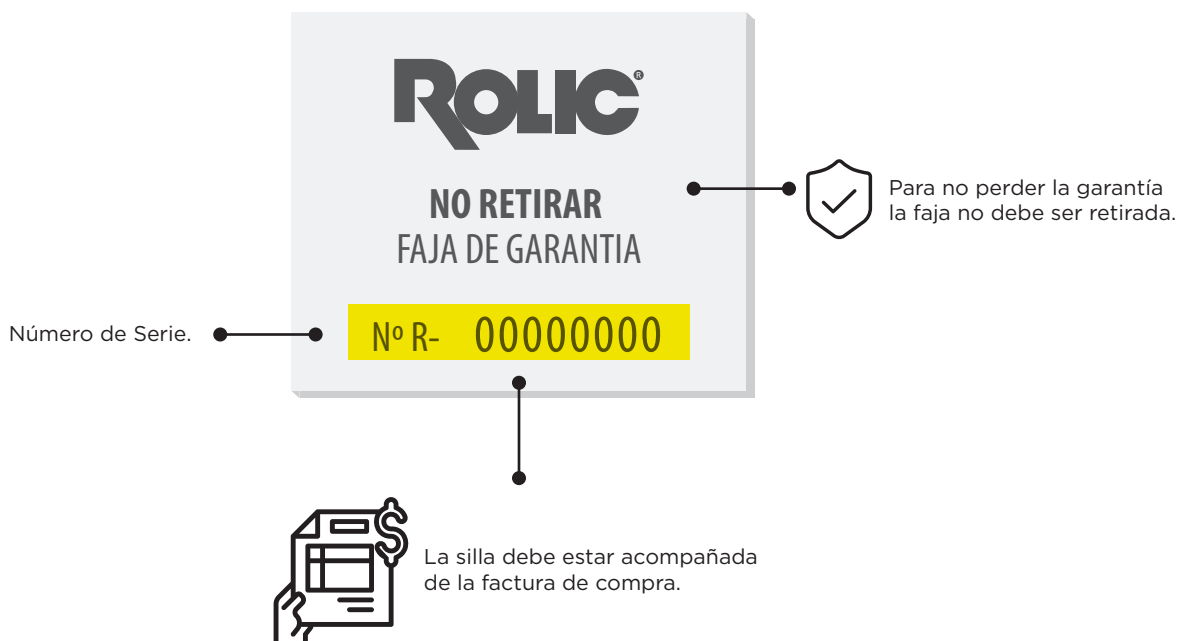 ROLIC®
NO RETIRAR
FAJA DE GARANTIA
Para no perder la garantía
la faja no debe ser retirada.
Número de Serie.
Nº R- 00000000
La silla debe estar acompañada
de la factura de compra.